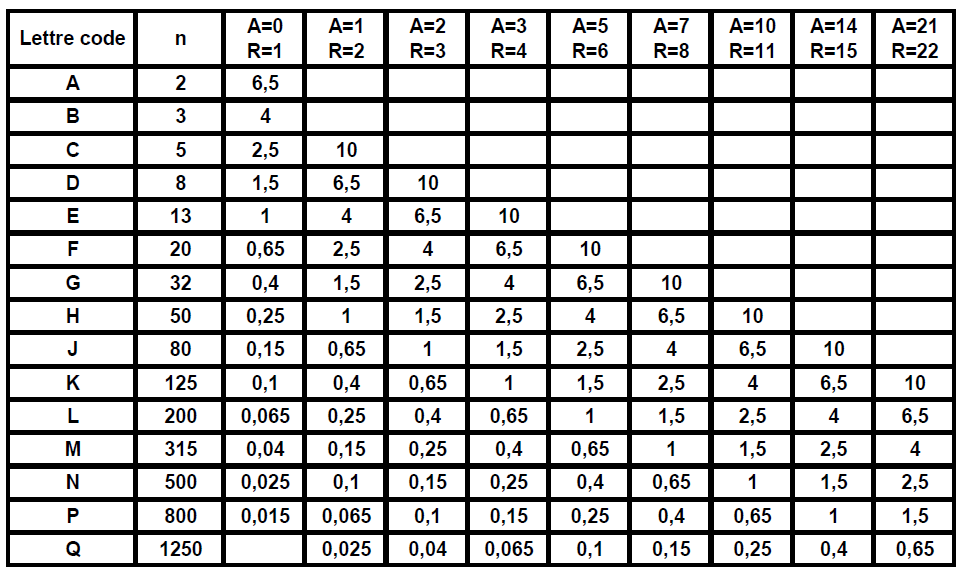 Lettre code n A=0 A=1 A=2 A=3 A=5 A=7 A=10 A=14 A=21
R=1 R=2 R=3 R=4 R=6 R=8 R=11 R=15 R=22
A 2 6,5
B 3 4
C 5 2,5 10
D 8 1,5 6,5 10
E 13 1 4 6,5 10
F 20 0,65 2,5 4 6,5 10
G 32 0,4 1,5 2,5 4 6,5 10
H 50 0,25 1 1,5 2,5 4 6,5 10
J 80 0,15 0,65 1 1,5 2,5 4 6,5 10
K 125 0,1 0,4 0,65 1 1,5 2,5 4 6,5 10
L 200 0,065 0,25 0,4 0,65 1 1,5 2,5 4 6,5
M 315 0,04 0,15 0,25 0,4 0,65 1 1,5 2,5 4
N 500 0,025 0,1 0,15 0,25 0,4 0,65 1 1,5 2,5
P 800 0,015 0,065 0,1 0,15 0,25 0,4 0,65 1 1,5
Q 1250 0,025 0,04 0,065 0,1 0,15 0,25 0,4 0,65